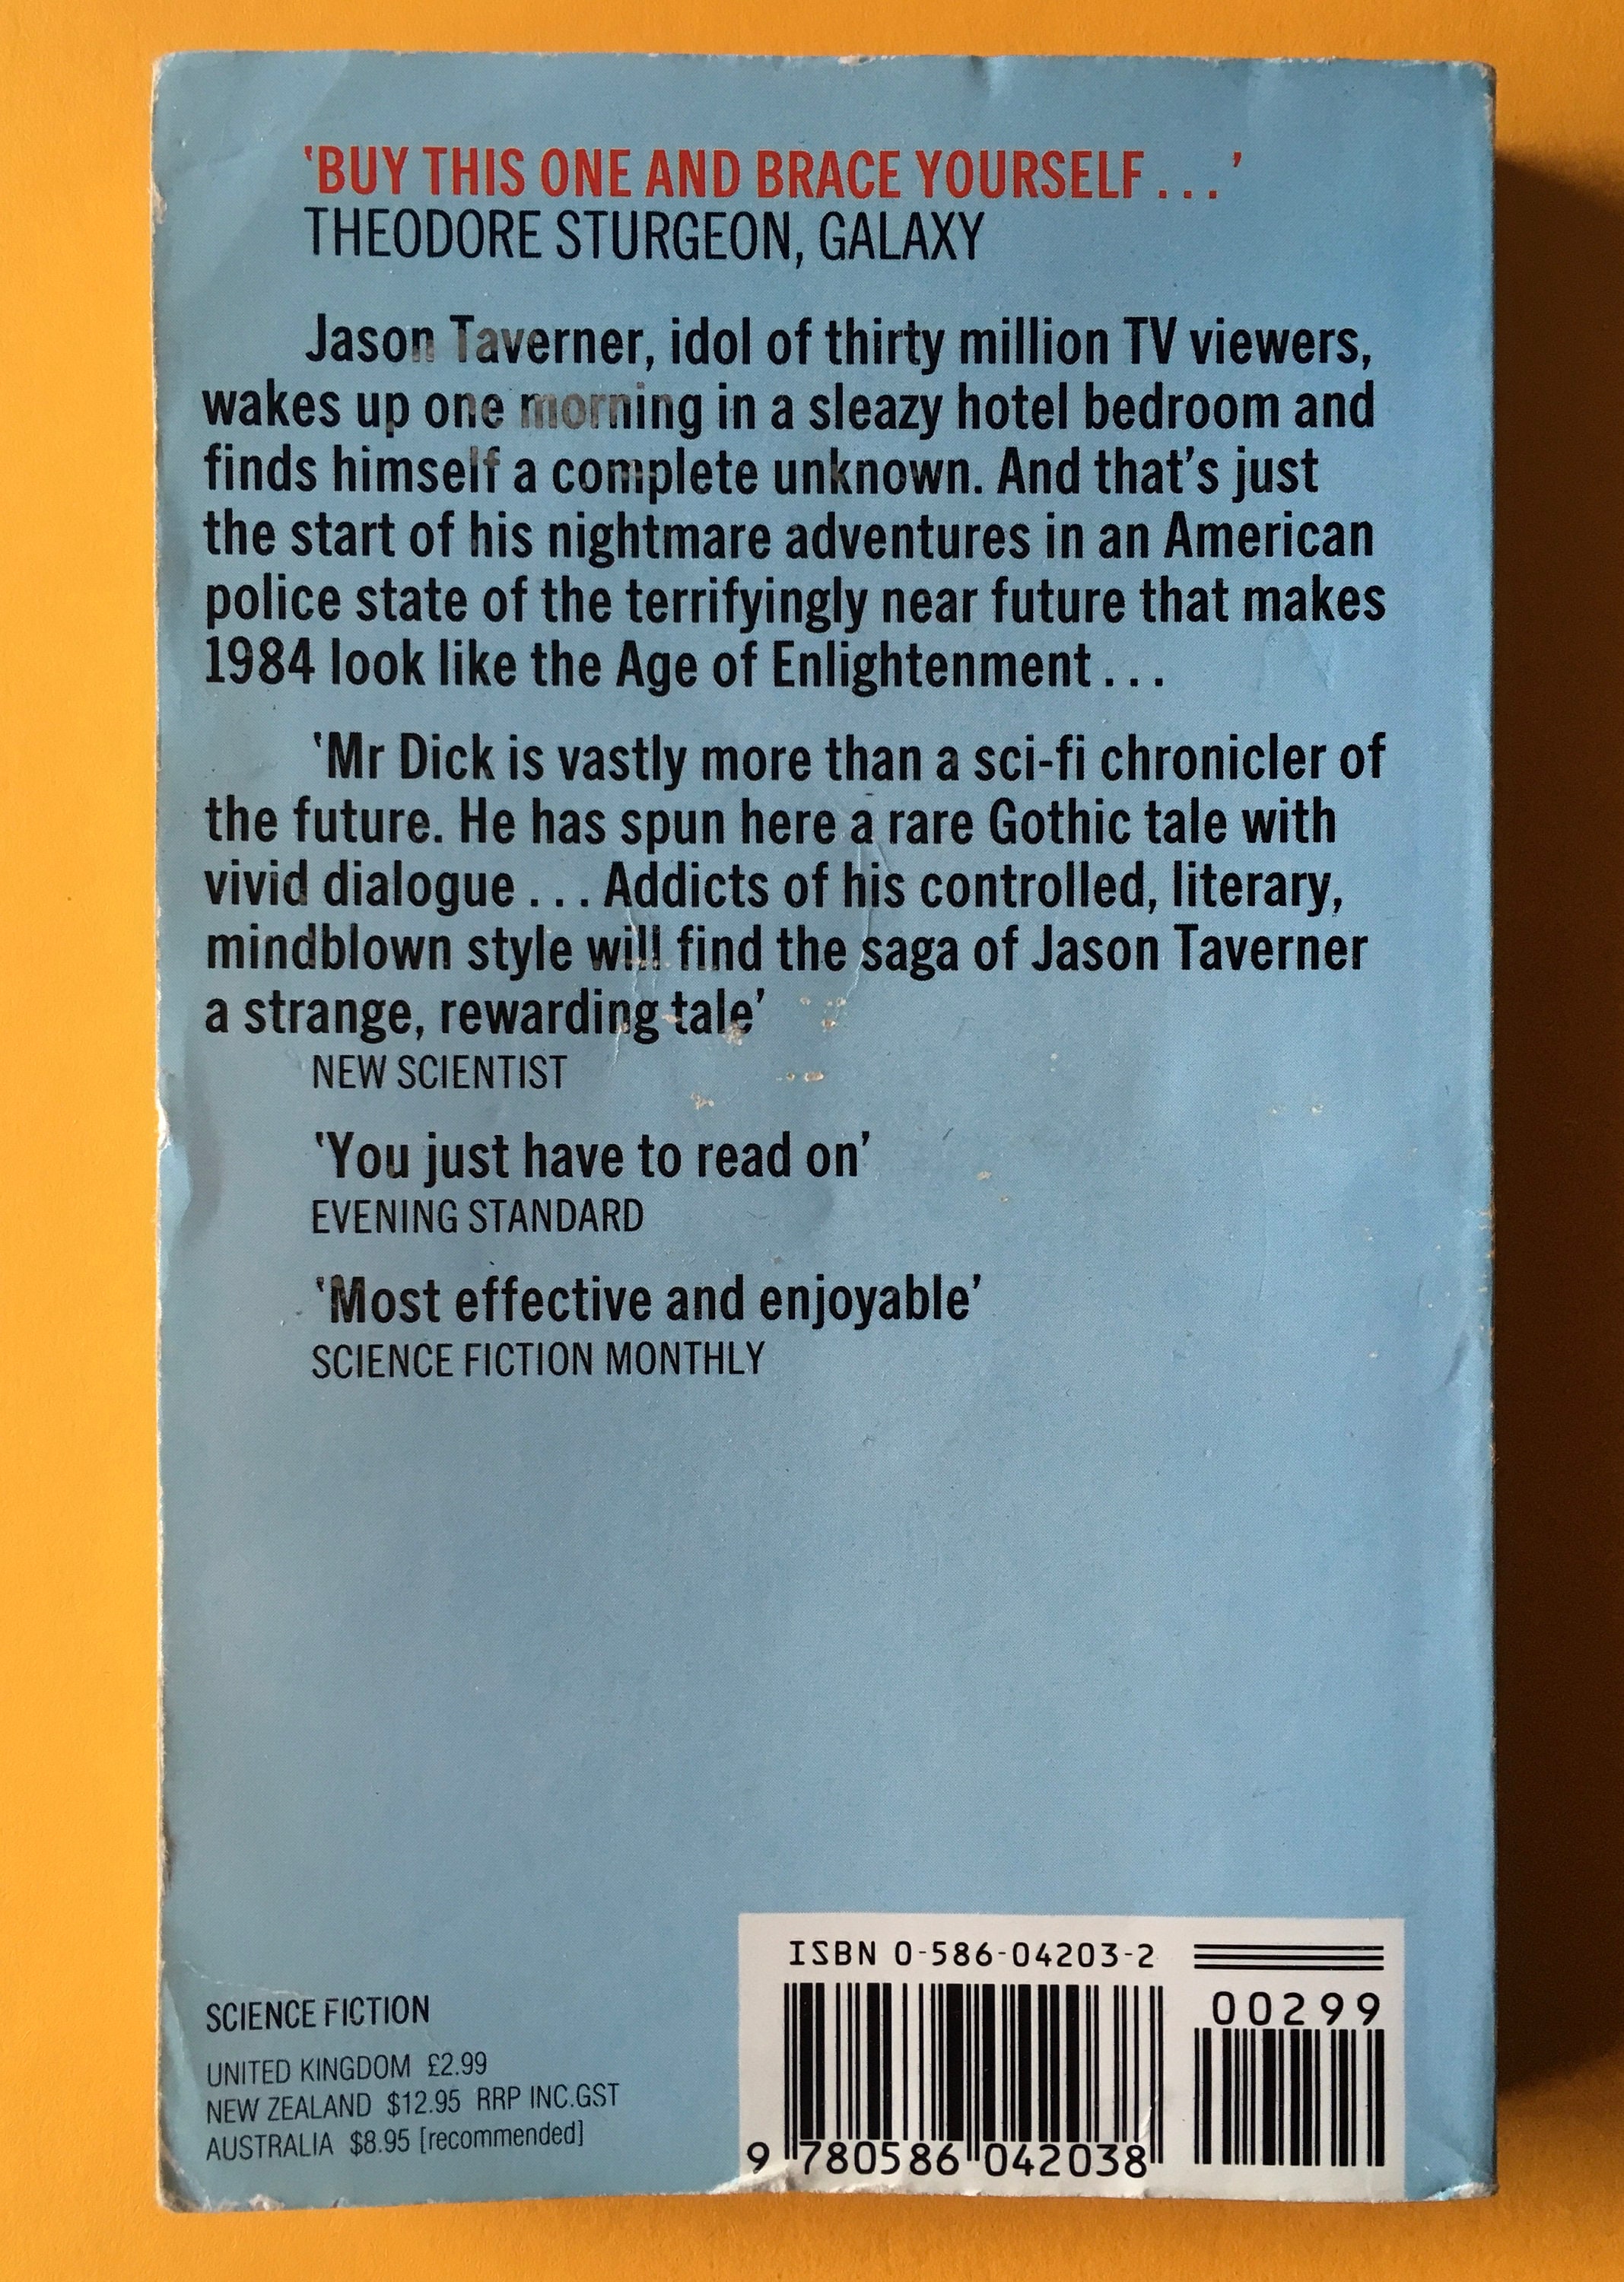 'BUY THIS ONE AND BRACE YOURSELF...'
THEODORE STURGEON, GALAXY
Jason Taverner, idol of thirty million TV viewers,
wakes up one morning in a sleazy hotel bedroom and
finds himself a complete unknown. And that's just
the start of his nightmare adventures in an American
police state of the terrifyingly near future that makes
1984 look like the Age of Enlightenment...
'Mr Dick is vastly more than a sci-fi chronicler of
the future. He has spun here a rare Gothic tale with
vivid dialogue... Addicts of his controlled, literary,
mindblown style will find the saga of Jason Taverner
a strange, rewarding tale'
NEW SCIENTIST
'You just have to read on'
EVENING STANDARD
'Most effective and enjoyable'
SCIENCE FICTION MONTHLY
SCIENCE FICTION
UNITED KINGDOM £2.99
NEW ZEALAND $12.95 RRP INC.GST
AUSTRALIA $8.95 [recommended]
ISBN 0-586-04203-2
00299
9 780586 042038